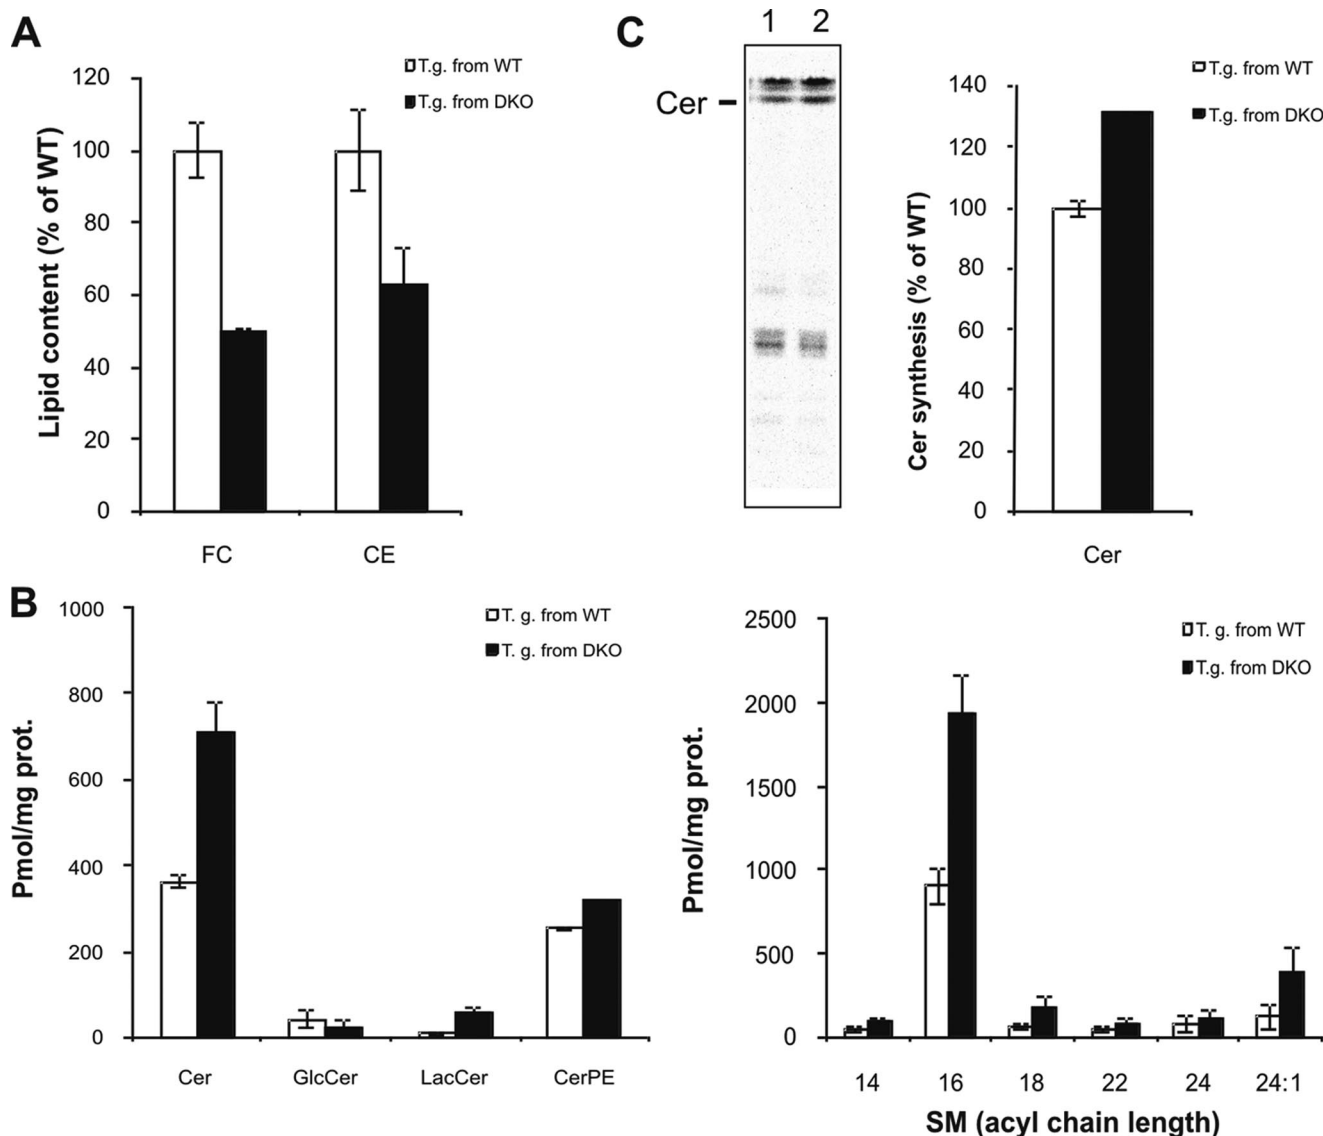 A
T.g. from WT
T.g. from DKO
Lipid content (% of WT)
120
100
80
60
40
20
0
FC CE
C
1 2
Cer
T.g. from WT
T.g. from DKO
Cer synthesis (% of WT)
140
120
100
80
60
40
20
0
Cer
B
T. g. from WT
T. g. from DKO
Pmol/mg prot.
1000
800
600
400
200
0
Cer GlcCer LacCer CerPE
T. g. from WT
T.g. from DKO
Pmol/mg prot.
2500
2000
1500
1000
500
0
14 16 18 22 24 24:1
SM (acyl chain length)